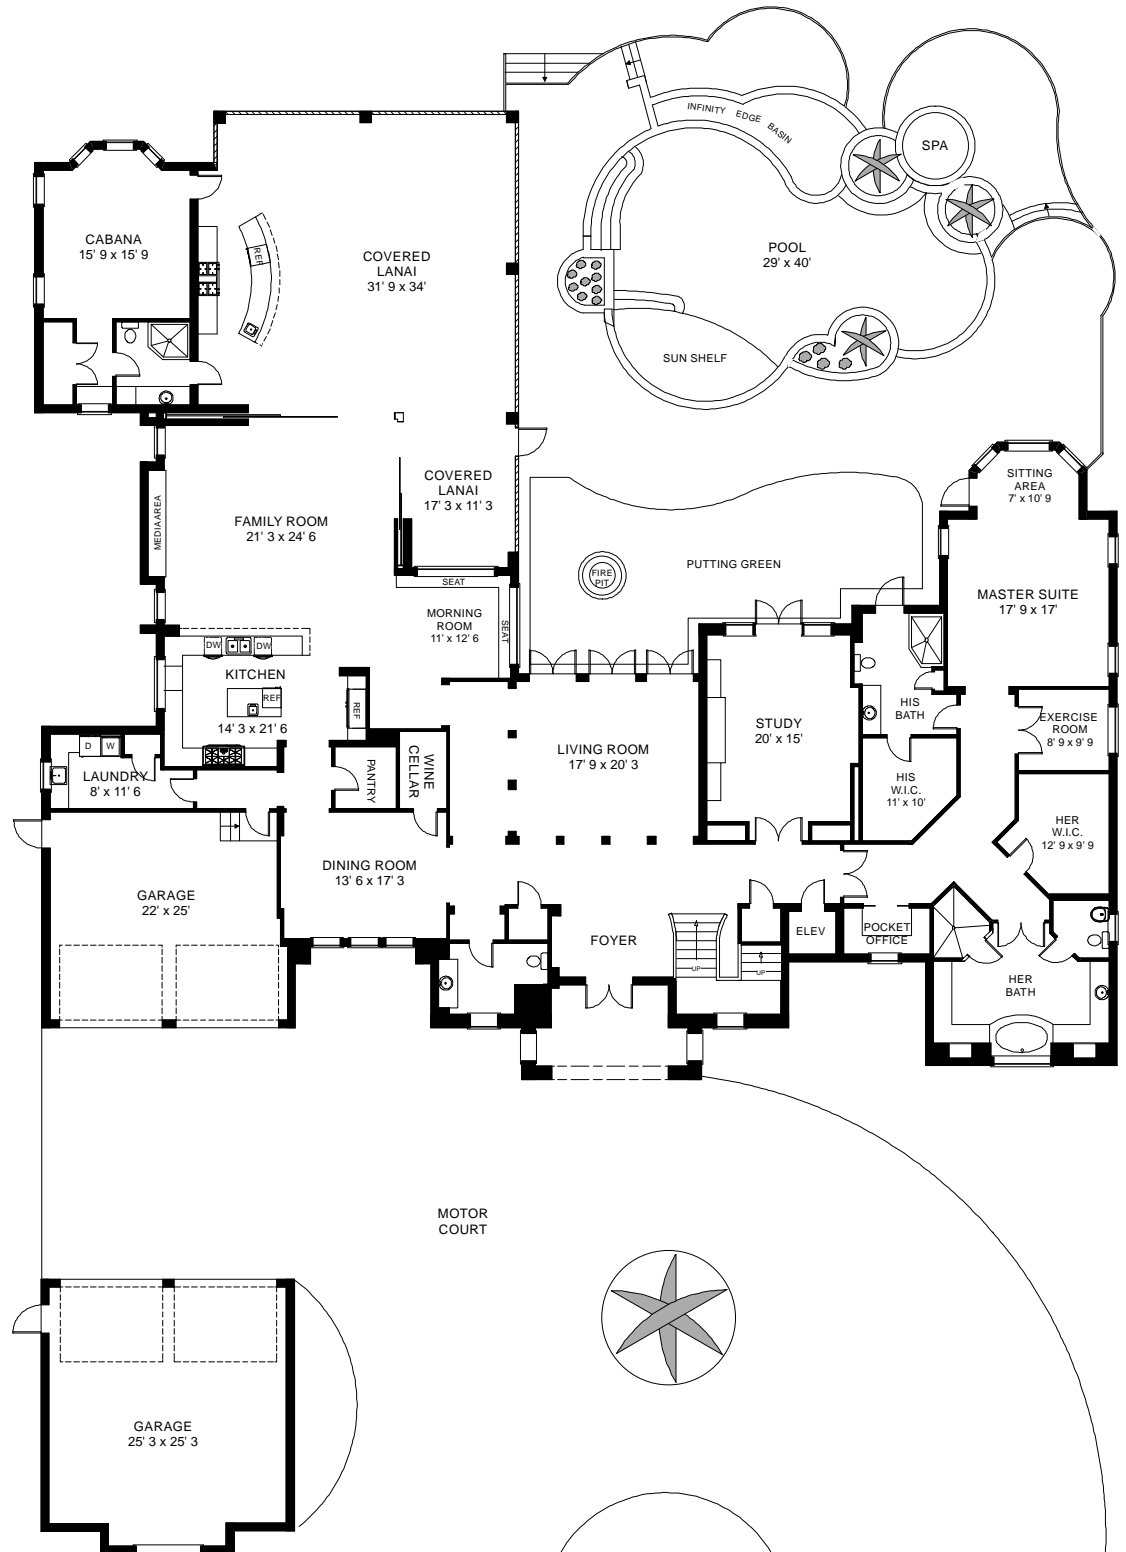 INFINITY EDGE BASIN
SPA
CABANA
15' 9 x 15' 9
REF
COVERED
LANAI
31' 9 x 34'
POOL
29' x 40'
SUN SHELF
COVERED
LANAI
17' 3 x 11' 3
SITTING
AREA
7' x 10' 9
MEDIA AREA
FAMILY ROOM
21' 3 x 24' 6
FIRE
PIT
PUTTING GREEN
SEAT
MASTER SUITE
17' 9 x 17'
MORNING
ROOM
11' x 12' 6
SEAT
DW
DW
KITCHEN
REF
14' 3 x 21' 6
REF
HIS
BATH
EXERCISE
ROOM
8' 9 x 9' 9
STUDY
20' x 15'
LIVING ROOM
17' 9 x 20' 3
D
W
LAUNDRY
8' x 11' 6
PANTRY
WINE
CELLAR
HIS
W.I.C.
11' x 10'
HER
W.I.C.
12' 9 x 9' 9
DINING ROOM
13' 6 x 17' 3
GARAGE
22' x 25'
FOYER
UP
UP
ELEV
POCKET
OFFICE
HER
BATH
MOTOR
COURT
GARAGE
25' 3 x 25' 3